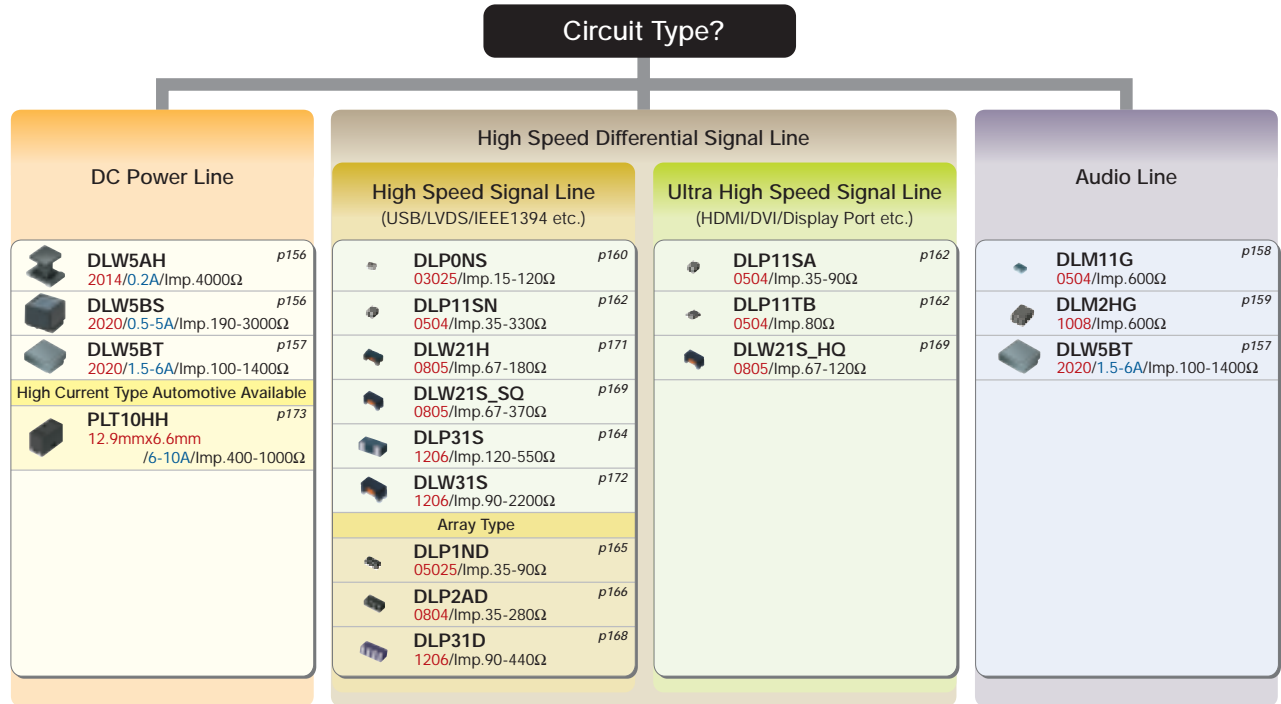 Circuit Type?
DC Power Line
DLW5AH p156
2014/0.2A/Imp.4000Ω
DLW5BS p156
2020/0.5-5A/Imp.190-3000Ω
DLW5BT p157
2020/1.5-6A/Imp.100-1400Ω
High Current Type Automotive Available
PLT10HH p173
12.9mmx6.6mm
/6-10A/Imp.400-1000Ω
High Speed Differential Signal Line
High Speed Signal Line
(USB/LVDS/IEEE1394 etc.)
DLP0NS p160
03025/Imp.15-120Ω
DLP11SN p162
0504/Imp.35-330Ω
DLW21H p171
0805/Imp.67-180Ω
DLW21S_SQ p169
0805/Imp.67-370Ω
DLP31S p164
1206/Imp.120-550Ω
DLW31S p172
1206/Imp.90-2200Ω
Array Type
DLP1ND p165
05025/Imp.35-90Ω
DLP2AD p166
0804/Imp.35-280Ω
DLP31D p168
1206/Imp.90-440Ω
Ultra High Speed Signal Line
(HDMI/DVI/Display Port etc.)
DLP11SA p162
0504/Imp.35-90Ω
DLP11TB p162
0504/Imp.80Ω
DLW21S_HQ p169
0805/Imp.67-120Ω
Audio Line
DLM11G p158
0504/Imp.600Ω
DLM2HG p159
1008/Imp.600Ω
DLW5BT p157
2020/1.5-6A/Imp.100-1400Ω